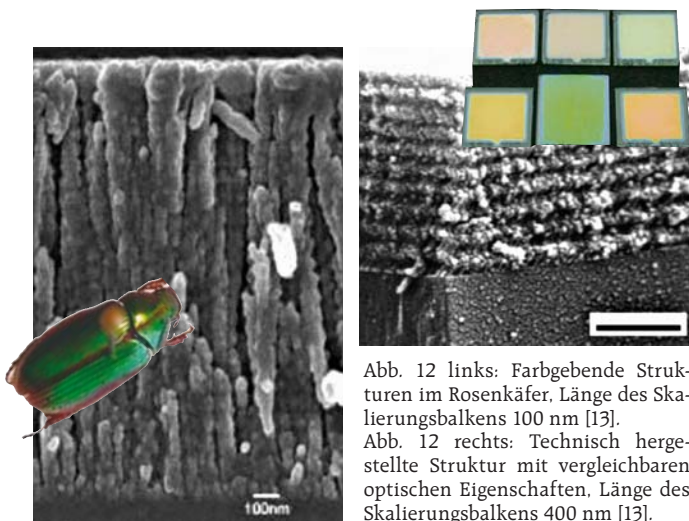 100nm
Abb. 12 links: Farbgebende Struk-
turen im Rosenkäfer, Länge des Ska-
lierungsbalkens 100 nm [13].
Abb. 12 rechts: Technisch herge-
stellte Struktur mit vergleichbaren
optischen Eigenschaften, Länge des
Skalierungsbalkens 400 nm [13].